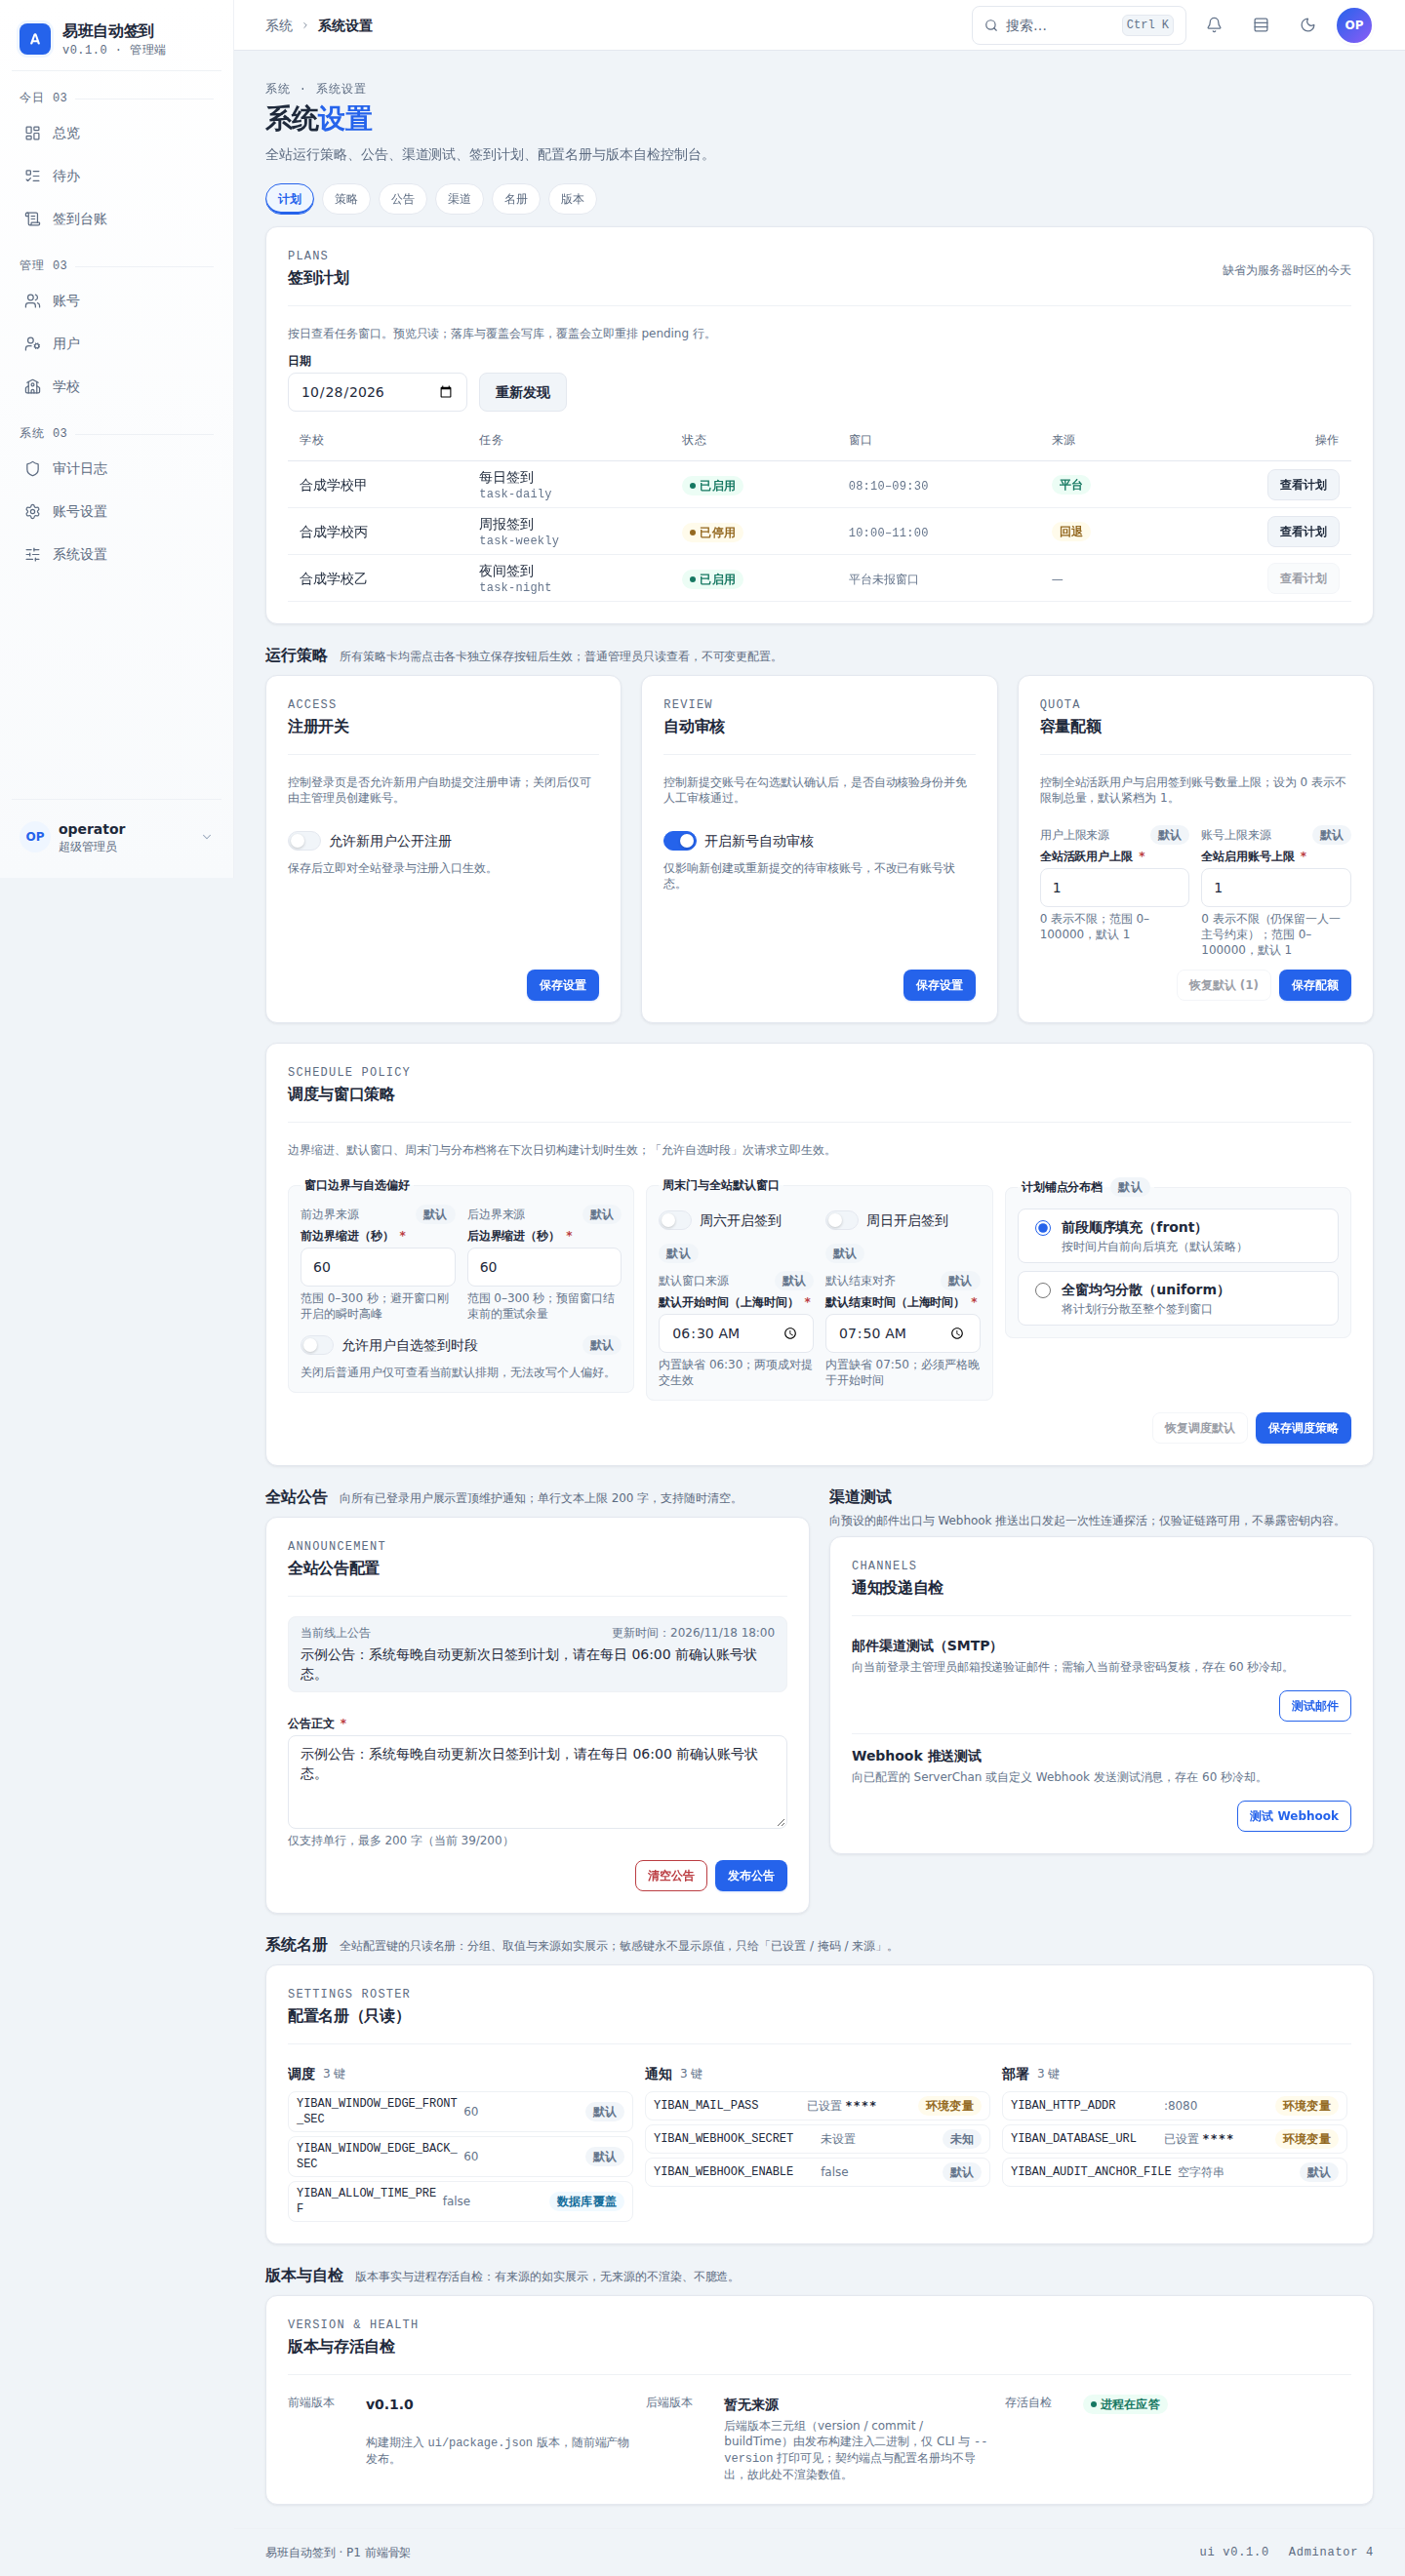 易班自动签到
v0.1.0 · 管理端
今日 03
总览
待办
签到台账
管理 03
账号
用户
学校
系统 03
审计日志
账号设置
系统设置
OP operator
超级管理员
系统 › 系统设置
搜索… Ctrl K
OP
系统 · 系统设置
系统设置
全站运行策略、公告、渠道测试、签到计划、配置名册与版本自检控制台。
计划 策略 公告 渠道 名册 版本
PLANS
签到计划
缺省为服务器时区的今天
按日查看任务窗口。预览只读；落库与覆盖会写库，覆盖会立即重排 pending 行。
日期
10/28/2026 重新发现
学校 任务 状态 窗口 来源 操作
合成学校甲 每日签到 已启用 08:10–09:30 平台 查看计划
task-daily
合成学校丙 周报签到 已停用 10:00–11:00 回退 查看计划
task-weekly
合成学校乙 夜间签到 已启用 平台未报窗口 — 查看计划
task-night
运行策略 所有策略卡均需点击各卡独立保存按钮后生效；普通管理员只读查看，不可变更配置。
ACCESS
注册开关
控制登录页是否允许新用户自助提交注册申请；关闭后仅可
由主管理员创建账号。
允许新用户公开注册
保存后立即对全站登录与注册入口生效。
保存设置
REVIEW
自动审核
控制新提交账号在勾选默认确认后，是否自动核验身份并免
人工审核通过。
开启新号自动审核
仅影响新创建或重新提交的待审账号，不改已有账号状
态。
保存设置
QUOTA
容量配额
控制全站活跃用户与启用签到账号数量上限；设为 0 表示不
限制总量，默认紧档为 1。
用户上限来源 默认 账号上限来源 默认
全站活跃用户上限 * 全站启用账号上限 *
1 1
0 表示不限；范围 0–
100000，默认 1
0 表示不限（仍保留一人一
主号约束）；范围 0–
100000，默认 1
恢复默认 (1) 保存配额
SCHEDULE POLICY
调度与窗口策略
边界缩进、默认窗口、周末门与分布档将在下次日切构建计划时生效；「允许自选时段」次请求立即生效。
窗口边界与自选偏好
前边界来源 默认 后边界来源 默认
前边界缩进（秒） * 后边界缩进（秒） *
60 60
范围 0–300 秒；避开窗口刚
开启的瞬时高峰
范围 0–300 秒；预留窗口结
束前的重试余量
允许用户自选签到时段 默认
关闭后普通用户仅可查看当前默认排期，无法改写个人偏好。
周末门与全站默认窗口
周六开启签到 周日开启签到
默认 默认
默认窗口来源 默认 默认结束对齐 默认
默认开始时间（上海时间） * 默认结束时间（上海时间） *
06:30 AM 07:50 AM
内置缺省 06:30；两项成对提
交生效
内置缺省 07:50；必须严格晚
于开始时间
计划铺点分布档 默认
前段顺序填充（front）
按时间片自前向后填充（默认策略）
全窗均匀分散（uniform）
将计划行分散至整个签到窗口
恢复调度默认 保存调度策略
全站公告 向所有已登录用户展示置顶维护通知；单行文本上限 200 字，支持随时清空。
ANNOUNCEMENT
全站公告配置
当前线上公告 更新时间：2026/11/18 18:00
示例公告：系统每晚自动更新次日签到计划，请在每日 06:00 前确认账号状
态。
公告正文 *
示例公告：系统每晚自动更新次日签到计划，请在每日 06:00 前确认账号状
态。
仅支持单行，最多 200 字（当前 39/200）
清空公告 发布公告
渠道测试
向预设的邮件出口与 Webhook 推送出口发起一次性连通探活；仅验证链路可用，不暴露密钥内容。
CHANNELS
通知投递自检
邮件渠道测试（SMTP）
向当前登录主管理员邮箱投递验证邮件；需输入当前登录密码复核，存在 60 秒冷却。
测试邮件
Webhook 推送测试
向已配置的 ServerChan 或自定义 Webhook 发送测试消息，存在 60 秒冷却。
测试 Webhook
系统名册 全站配置键的只读名册：分组、取值与来源如实展示；敏感键永不显示原值，只给「已设置 / 掩码 / 来源」。
SETTINGS ROSTER
配置名册（只读）
调度 3 键
YIBAN_WINDOW_EDGE_FRONT
_SEC 60 默认
YIBAN_WINDOW_EDGE_BACK_
SEC 60 默认
YIBAN_ALLOW_TIME_PRE
F false 数据库覆盖
通知 3 键
YIBAN_MAIL_PASS 已设置 **** 环境变量
YIBAN_WEBHOOK_SECRET 未设置 未知
YIBAN_WEBHOOK_ENABLE false 默认
部署 3 键
YIBAN_HTTP_ADDR :8080 环境变量
YIBAN_DATABASE_URL 已设置 **** 环境变量
YIBAN_AUDIT_ANCHOR_FILE 空字符串 默认
版本与自检 版本事实与进程存活自检：有来源的如实展示，无来源的不渲染、不臆造。
VERSION & HEALTH
版本与存活自检
前端版本 v0.1.0
构建期注入 ui/package.json 版本，随前端产物
发布。
后端版本 暂无来源
后端版本三元组（version / commit /
buildTime）由发布构建注入二进制，仅 CLI 与 --
version 打印可见；契约端点与配置名册均不导
出，故此处不渲染数值。
存活自检 进程在应答
易班自动签到 · P1 前端骨架
ui v0.1.0 Adminator 4